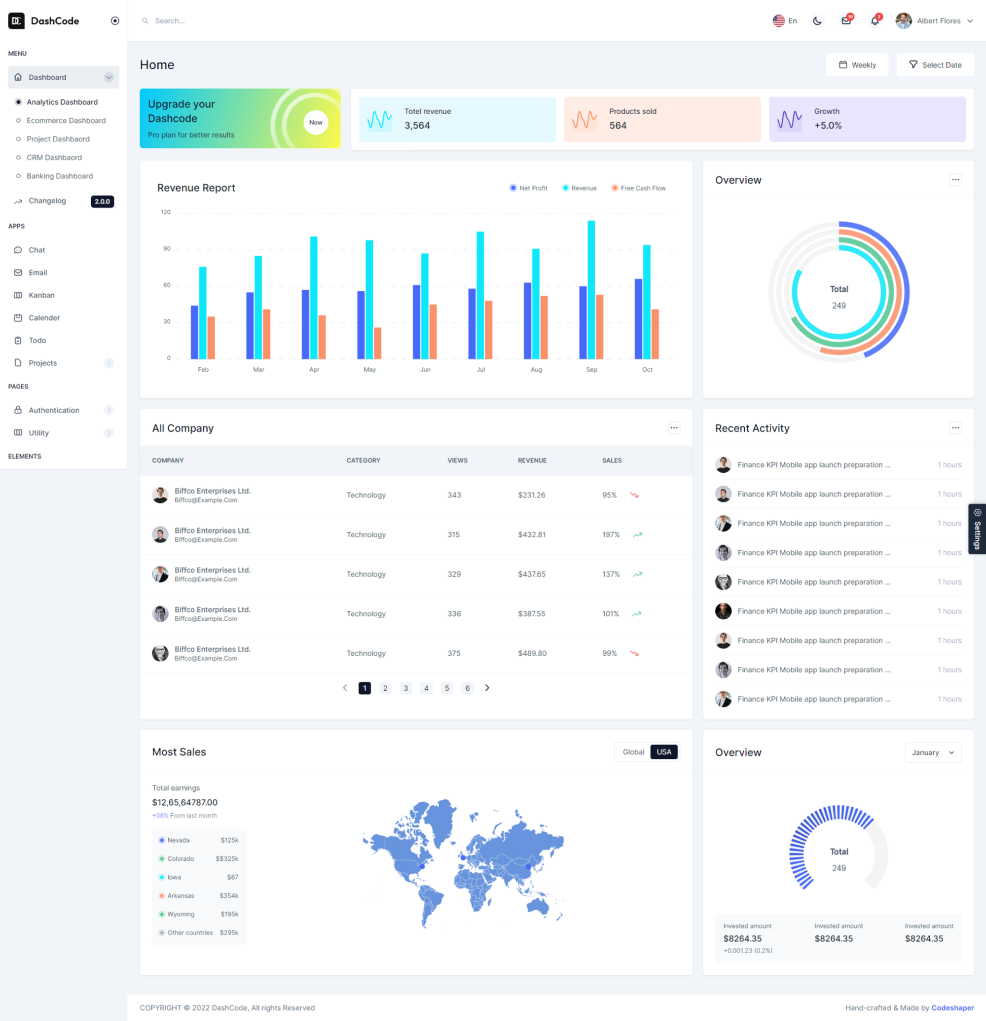 DashCode
Search...
En
10
2
Albert Flores
MENU
Dashboard
Analytics Dashboard
Ecommerce Dashboard
Project Dashbaord
CRM Dashbaord
Banking Dashboard
Changelog
2.0.0
APPS
Chat
Email
Kanban
Calender
Todo
Projects
PAGES
Authentication
Utility
ELEMENTS
Home
Weekly
Select Date
Upgrade your
Dashcode
Pro plan for better results
Now
Totel revenue
3,564
Products sold
564
Growth
+5.0%
Revenue Report
Net Profit
Revenue
Free Cash Flow
120
90
60
30
0
Feb
Mar
Apr
May
Jun
Jul
Aug
Sep
Oct
Overview
Total
249
All Company
COMPANY CATEGORY VIEWS REVENUE SALES
Biffco Enterprises Ltd.
Biffco@Example.Com
Technology 343 $231.26 95%
Biffco Enterprises Ltd.
Biffco@Example.Com
Technology 315 $432.81 197%
Biffco Enterprises Ltd.
Biffco@Example.Com
Technology 329 $437.65 137%
Biffco Enterprises Ltd.
Biffco@Example.Com
Technology 336 $387.55 101%
Biffco Enterprises Ltd.
Biffco@Example.Com
Technology 375 $489.80 99%
1 2 3 4 5 6
Recent Activity
Finance KPI Mobile app launch preparation ... 1 hours
Finance KPI Mobile app launch preparation ... 1 hours
Finance KPI Mobile app launch preparation ... 1 hours
Finance KPI Mobile app launch preparation ... 1 hours
Finance KPI Mobile app launch preparation ... 1 hours
Finance KPI Mobile app launch preparation ... 1 hours
Finance KPI Mobile app launch preparation ... 1 hours
Finance KPI Mobile app launch preparation ... 1 hours
Finance KPI Mobile app launch preparation ... 1 hours
Settings
Most Sales
Global USA
Total earnings
$12,65,64787.00
+08% From last month
Nevada $125k
Colorado $$325k
Iowa $67
Arkansas $354k
Wyoming $195k
Other countries $295k
Overview
January
Total
249
Invested amount
$8264.35
+0.001.23 (0.2%)
Invested amount
$8264.35
Invested amount
$8264.35
COPYRIGHT © 2022 DashCode, All rights Reserved
Hand-crafted & Made by Codeshaper